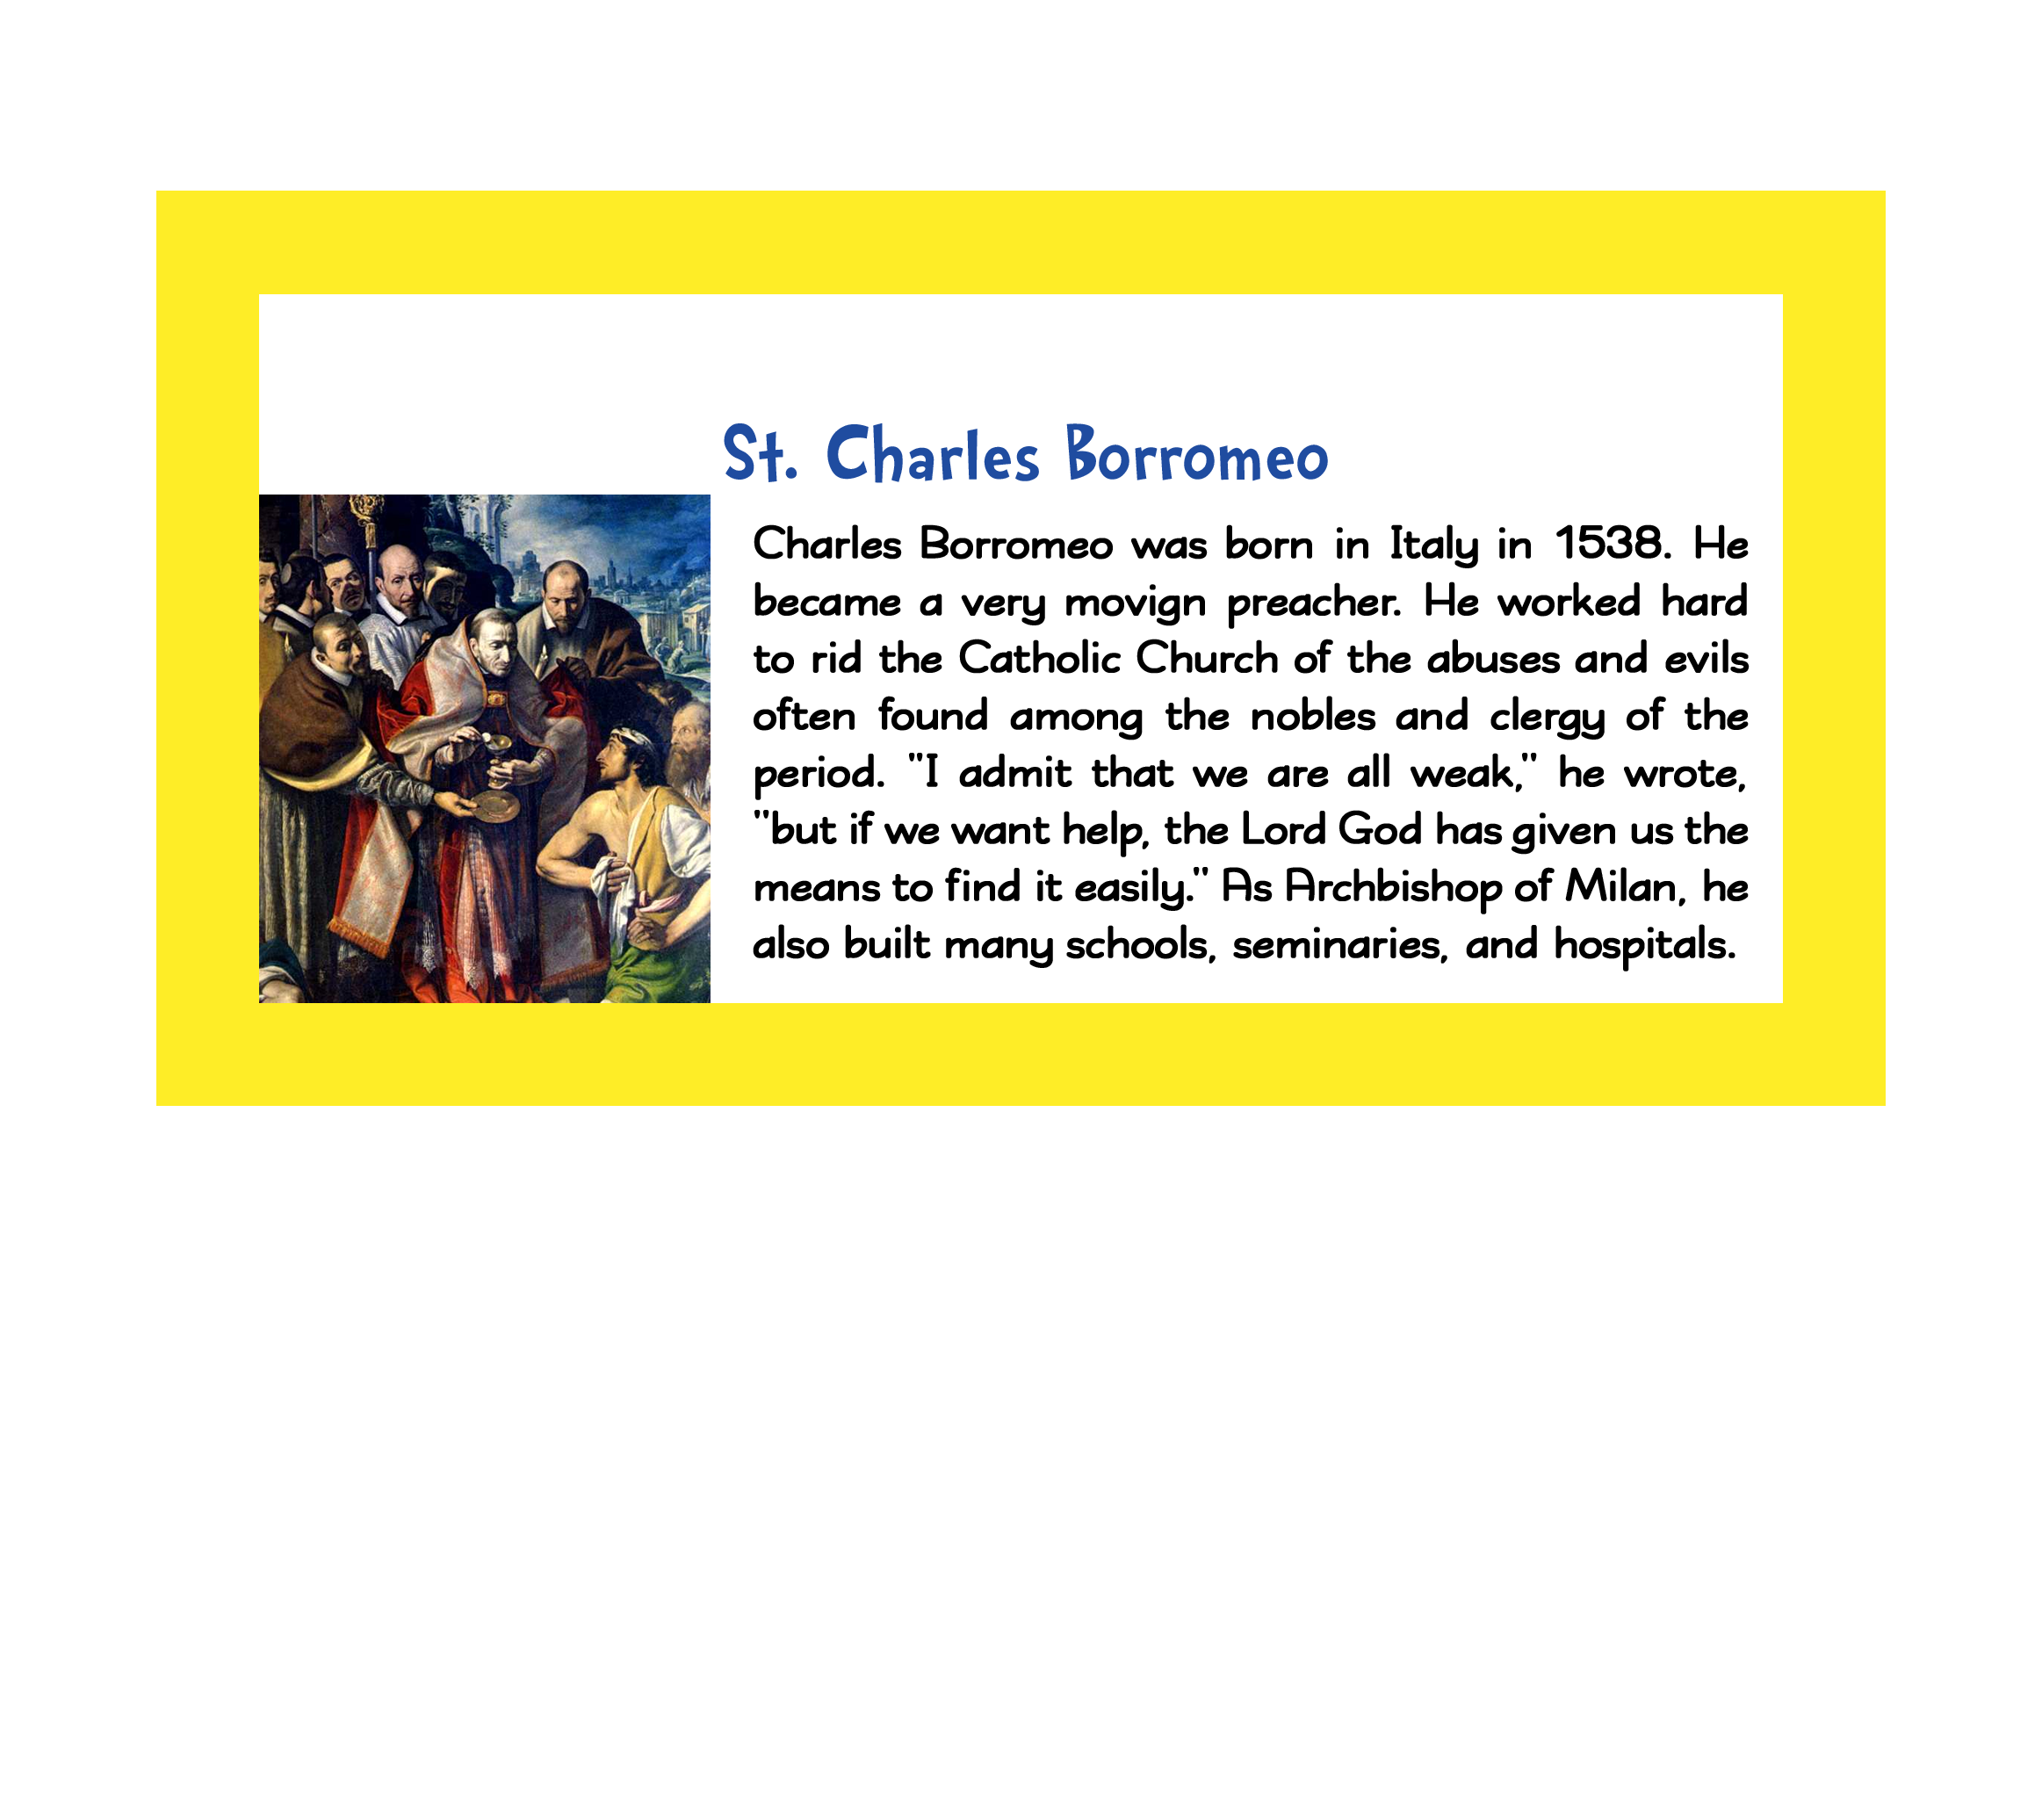 St. Charles Borromeo
Charles Borromeo was born in Italy in 1538. He
became a very movign preacher. He worked hard
to rid the Catholic Church of the abuses and evils
often found among the nobles and clergy of the
period. "I admit that we are all weak," he wrote,
"but if we want help, the Lord God has given us the
means to find it easily." As Archbishop of Milan, he
also built many schools, seminaries, and hospitals.